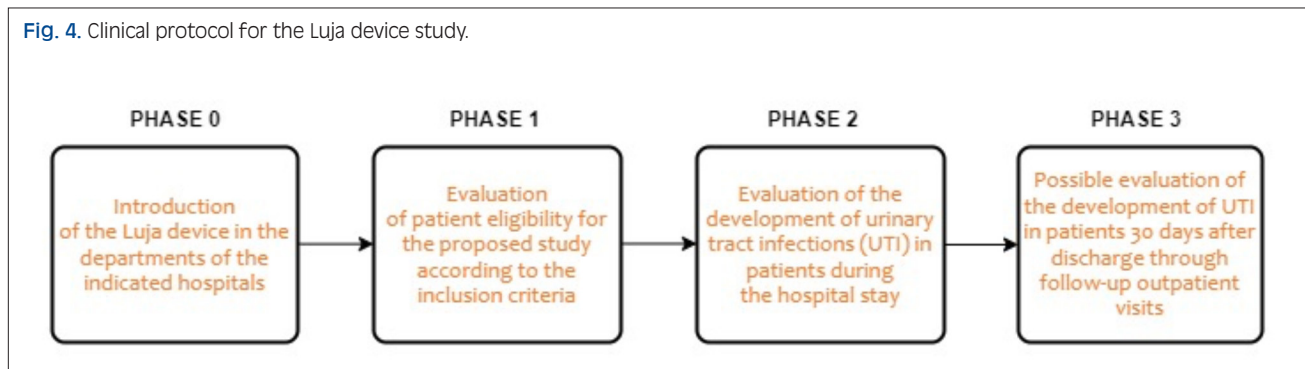 Fig. 4. Clinical protocol for the Luja device study.
PHASE 0
Introduction
of the Luja device in the
departments of the
indicated hospitals
PHASE 1
Evaluation
of patient eligibility for
the proposed study
according to the
inclusion criteria
PHASE 2
Evaluation of the
development of urinary
tract infections (UTI) in
patients during
the hospital stay
PHASE 3
Possible evaluation of
the development of UTI
in patients 30 days after
discharge through
follow-up outpatient
visits